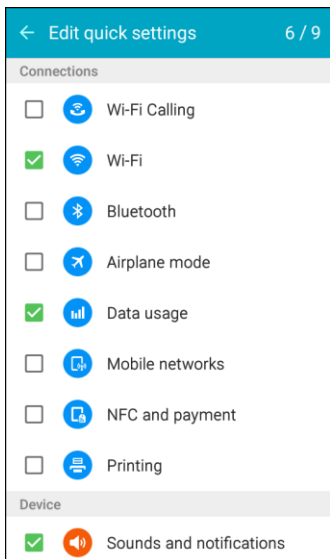 Edit quick settings 6 / 9
Connections
Wi-Fi Calling
Wi-Fi
Bluetooth
Airplane mode
Data usage
Mobile networks
NFC and payment
Printing
Device
Sounds and notifications